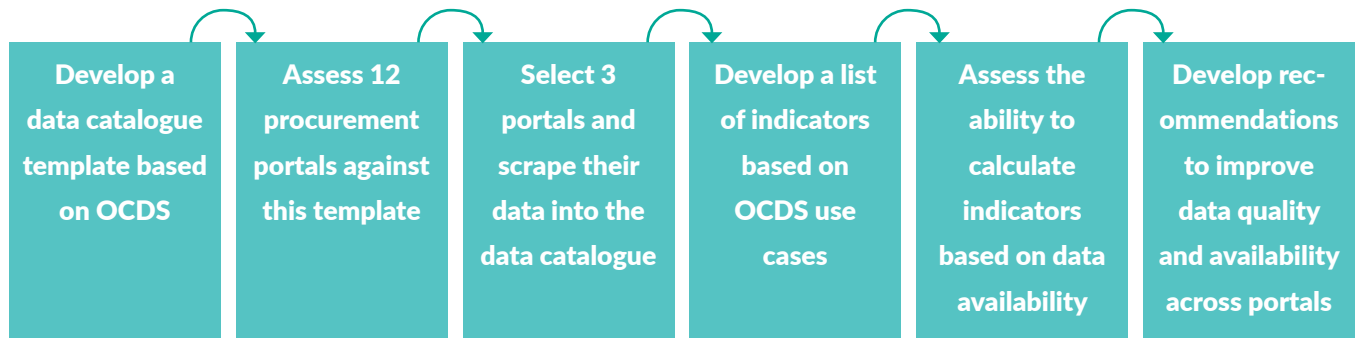 Develop a
data catalogue
template based
on OCDS
Assess 12
procurement
portals against
this template
Select 3
portals and
scrape their
data into the
data catalogue
Develop a list
of indicators
based on
OCDS use
cases
Assess the
ability to
calculate
indicators
based on data
availability
Develop rec-
ommendations
to improve
data quality
and availability
across portals